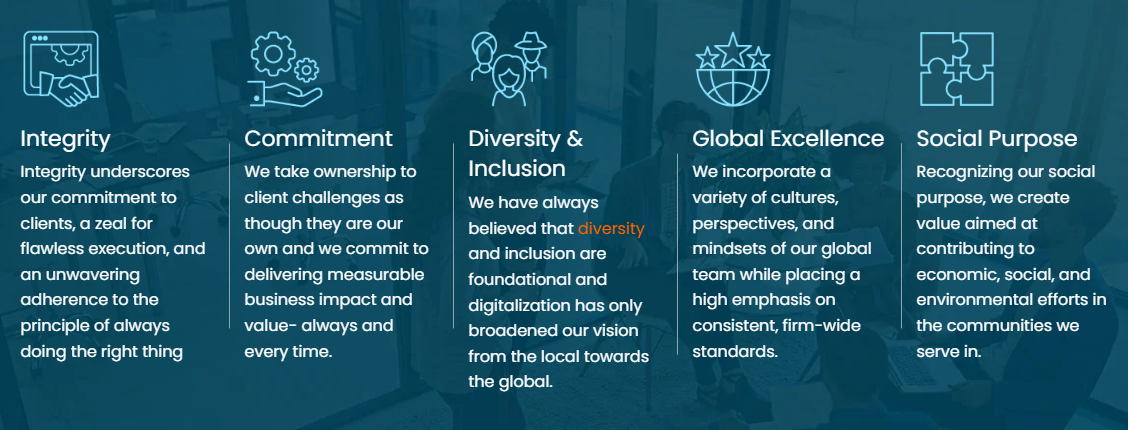 Integrity
Integrity underscores
our commitment to
clients, a zeal for
flawless execution, and
an unwavering
adherence to the
principle of always
doing the right thing
Commitment
We take ownership to
client challenges as
though they are our
own and we commit to
delivering measurable
business impact and
value- always and
every time.
Diversity &
Inclusion
We have always
believed that diversity
and inclusion are
foundational and
digitalization has only
broadened our vision
from the local towards
the global.
Global Excellence
We incorporate a
variety of cultures,
perspectives, and
mindsets of our global
team while placing a
high emphasis on
consistent, firm-wide
standards.
Social Purpose
Recognizing our social
purpose, we create
value aimed at
contributing to
economic, social, and
environmental efforts in
the communities we
serve in.